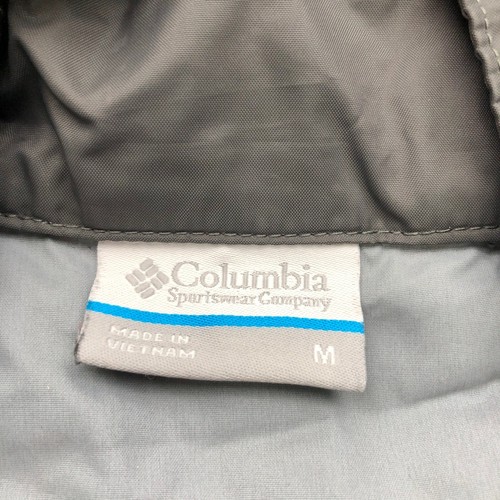 Columbia
Sportswear Company
MADE IN
VIETNAM
M